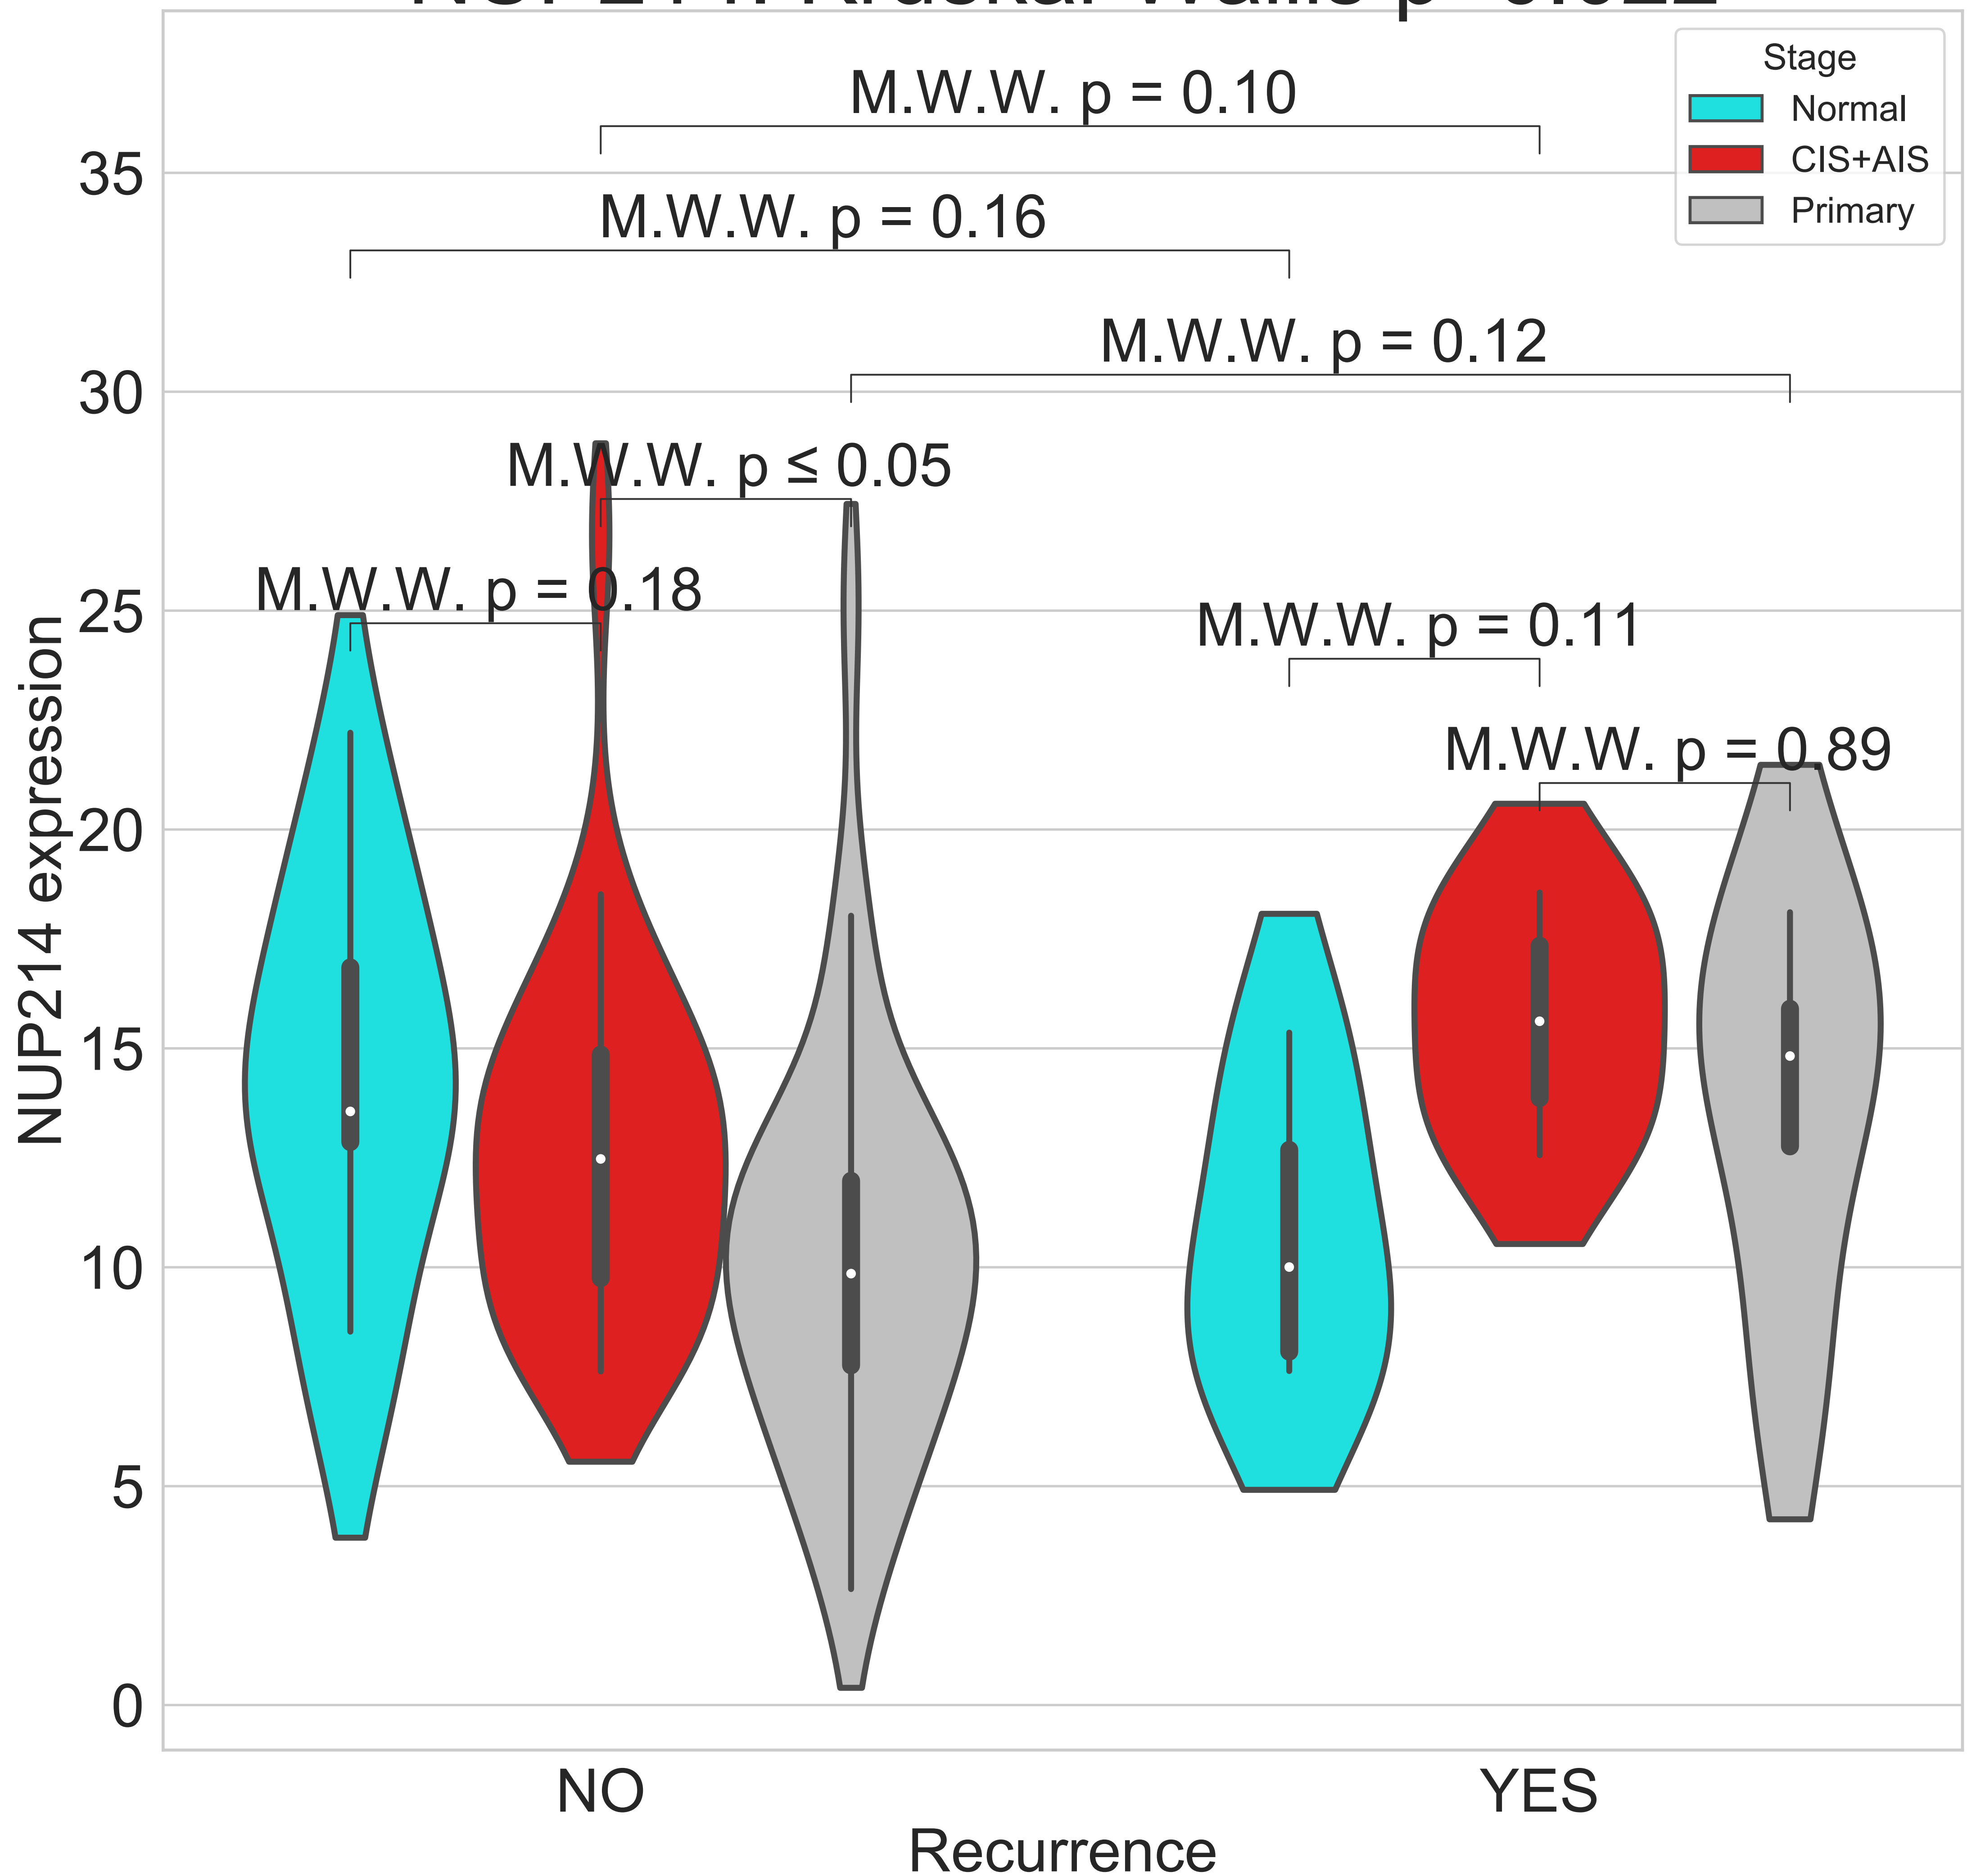 Stage
Normal
CIS+AIS
Primary
M.W.W. p = 0.10
M.W.W. p = 0.16
M.W.W. p = 0.12
M.W.W. p ≤ 0.05
M.W.W. p = 0.18
M.W.W. p = 0.11
M.W.W. p = 0.89
35
30
25
20
15
10
5
0
NUP214 expression
NO
YES
Recurrence